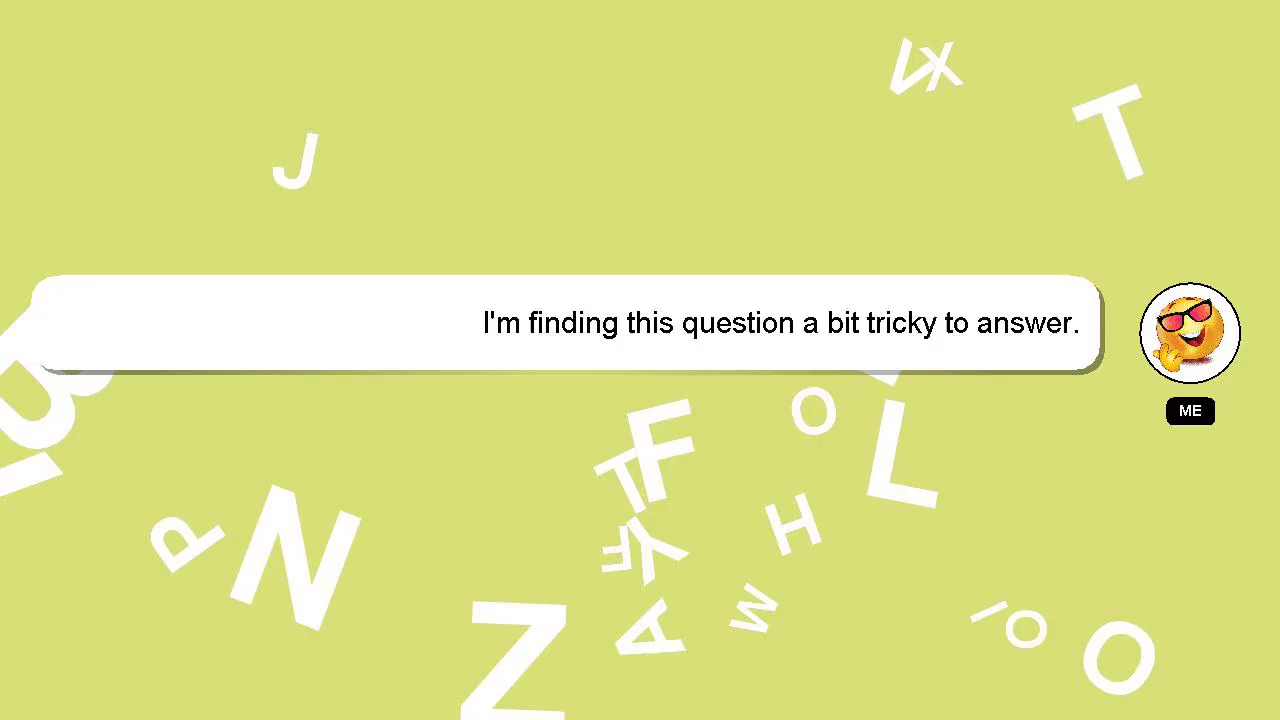 V X
T
J
I'm finding this question a bit tricky to answer.
ME
B
O
F
L
T
I
P
N
H
F
Y
Z
A
M
I
O
O